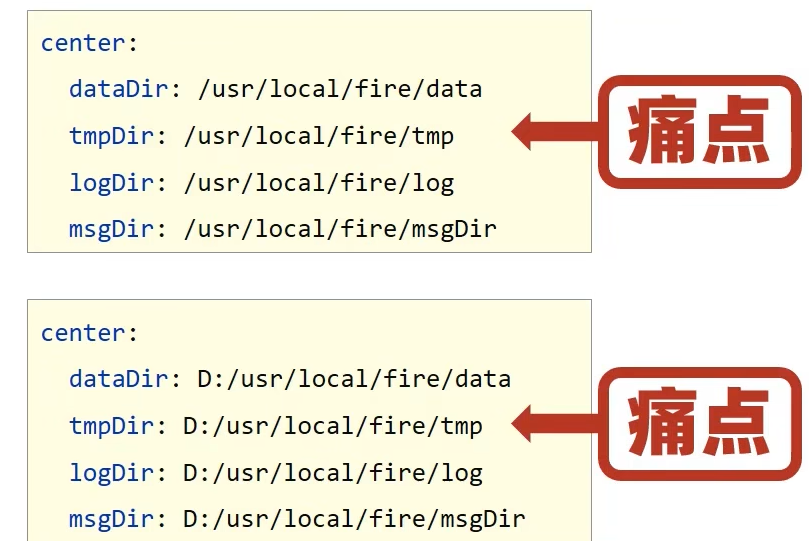 center:
dataDir: /usr/local/fire/data
tmpDir: /usr/local/fire/tmp
logDir: /usr/local/fire/log
msgDir: /usr/local/fire/msgDir
痛点
center:
dataDir: D:/usr/local/fire/data
tmpDir: D:/usr/local/fire/tmp
logDir: D:/usr/local/fire/log
msgDir: D:/usr/local/fire/msgDir
痛点